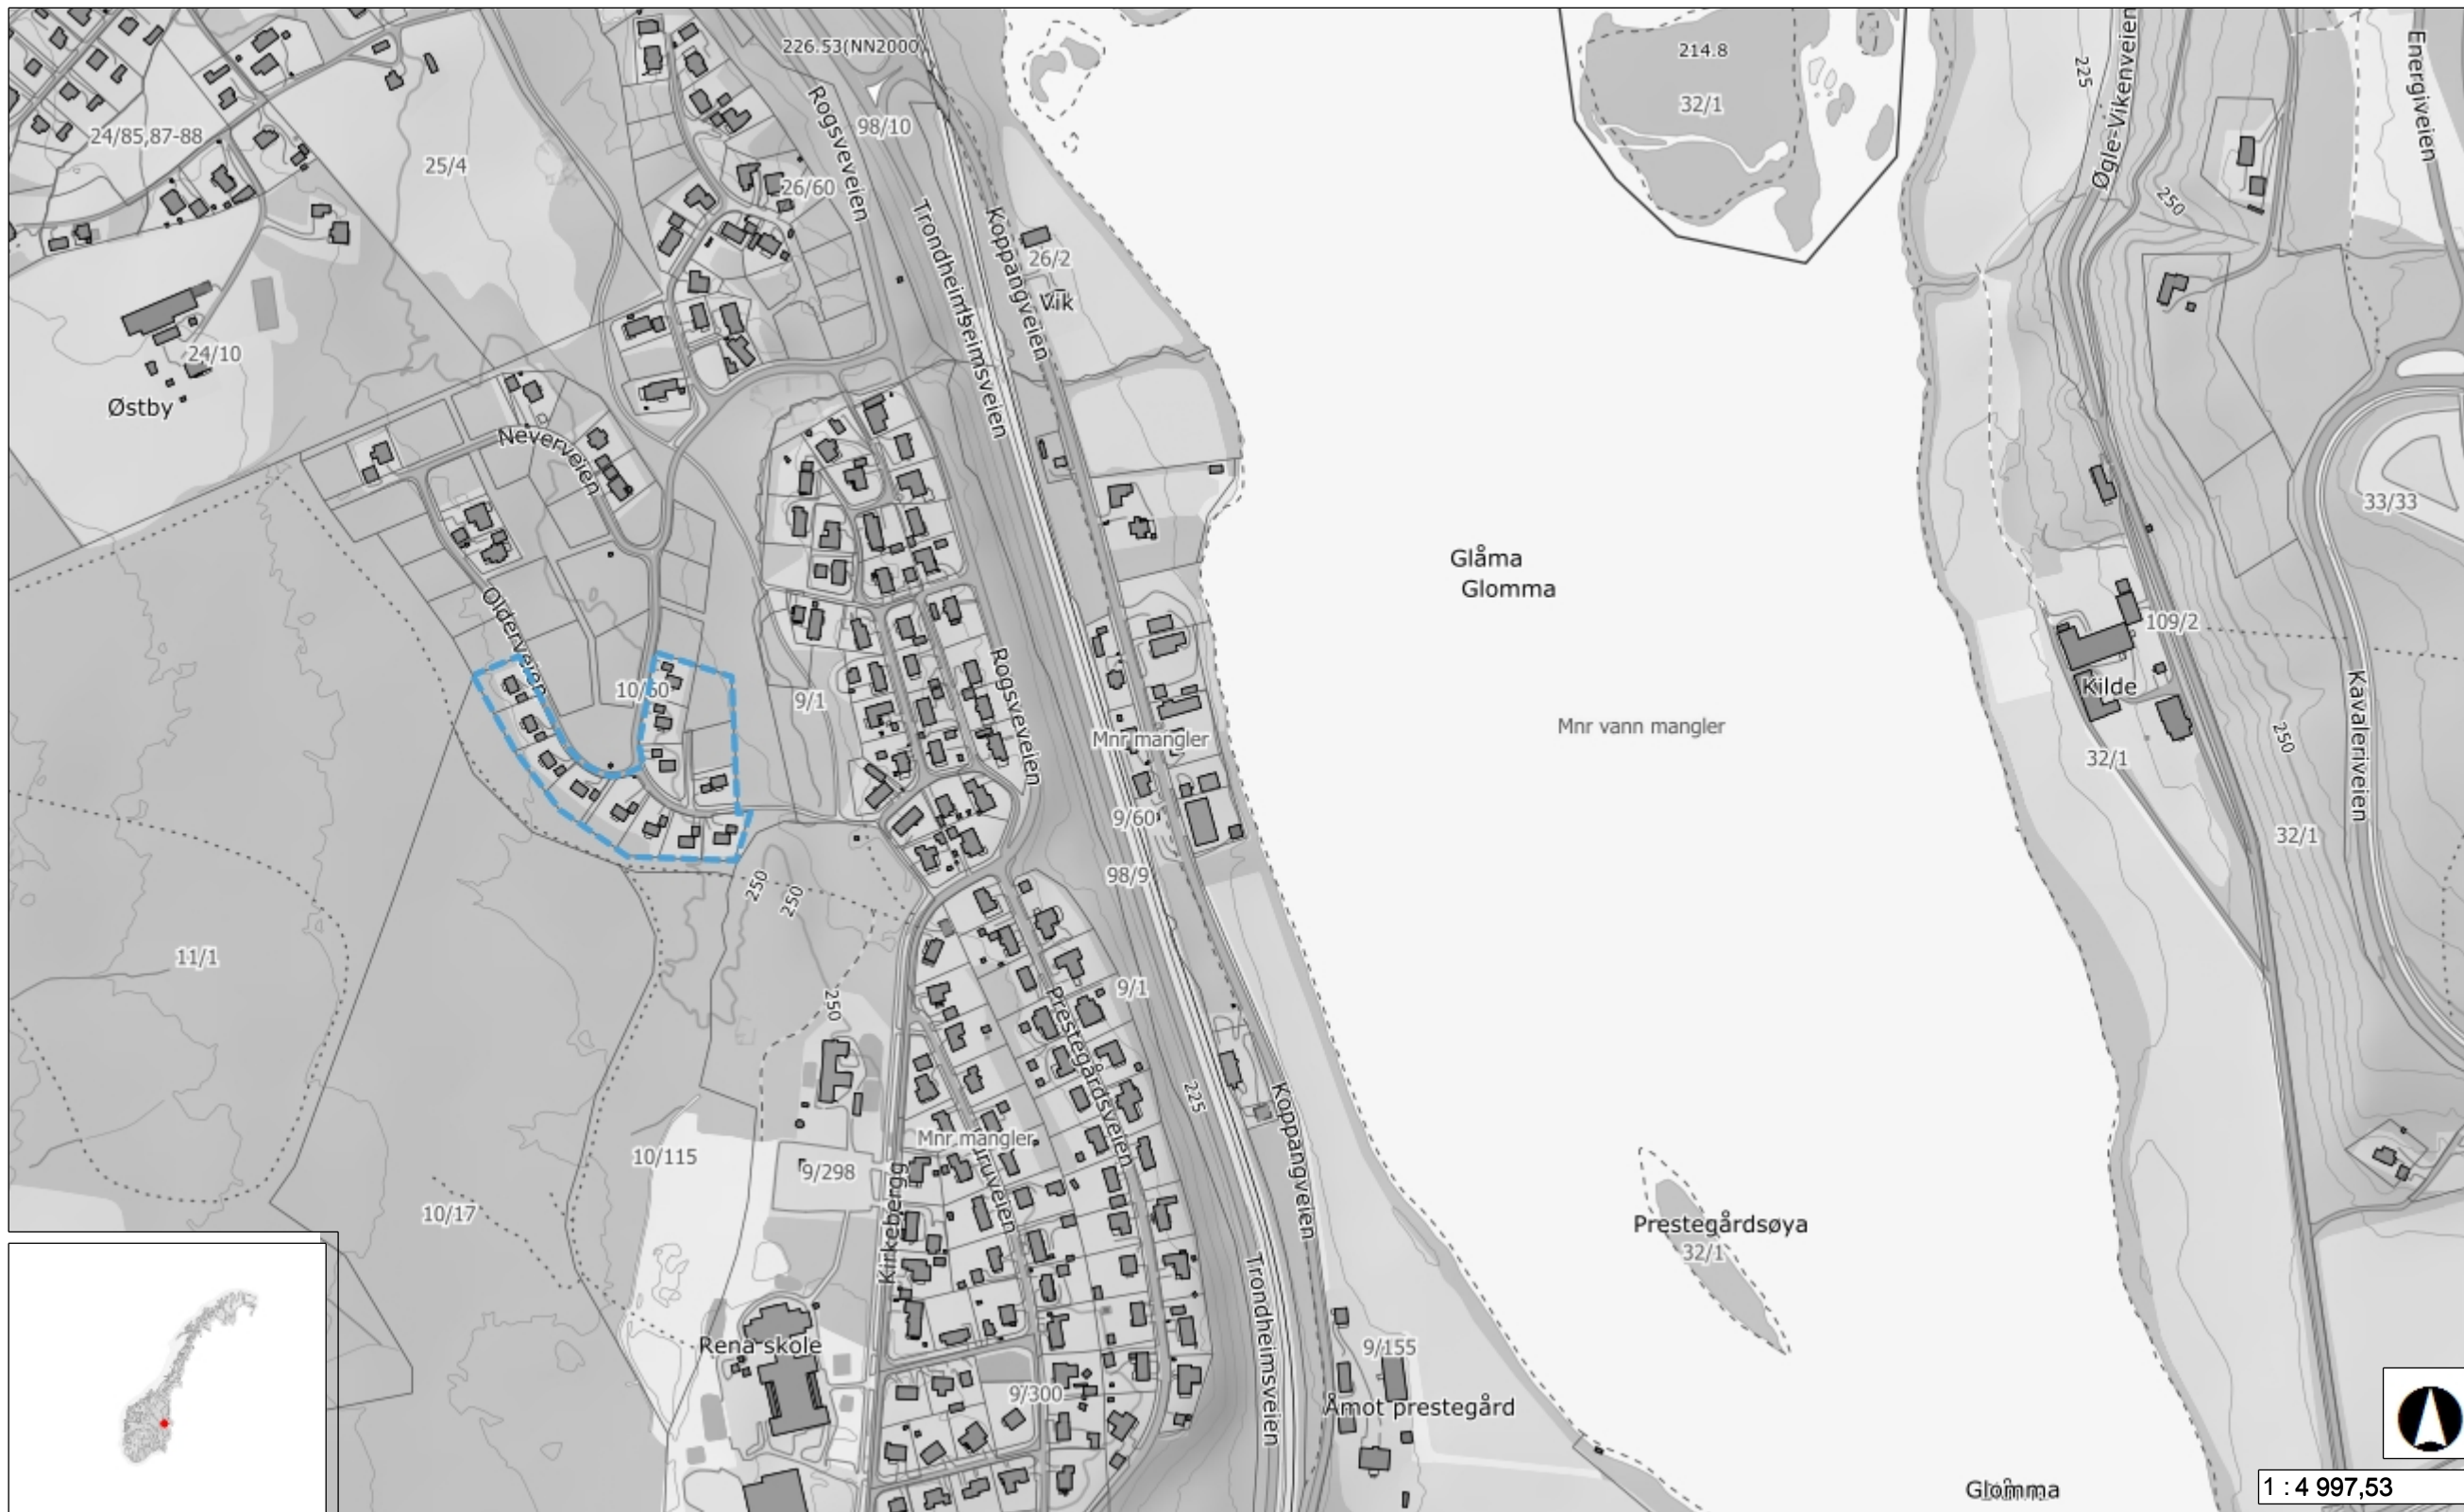 226.53(NN2000)
214.8
32/1
Energiveien
225
Øgle-Vikenveien
Rogsveveien
98/10
24/85,87-88
25/4
26/60
250
Trondheimsveien
Koppangveien
26/2
Vik
24/10
Østby
Neverveien
33/33
Glåma
Glomma
Olderveien
109/2
Rogsveveien
10/60
9/1
Kilde
Kavaleriveien
Mnr vann mangler
Mnr mangler
250
32/1
9/60
32/1
98/9
250
250
11/1
9/1
250
Prestegårdsveien
225
Koppangveien
Mnr mangler
10/115
9/298
10/17
Kirkebergg
Prestegårdsøya
32/1
Trondheimsveien
Rena skole
9/155
9/300
Åmot prestegård
Glomma
1 : 4 997,53